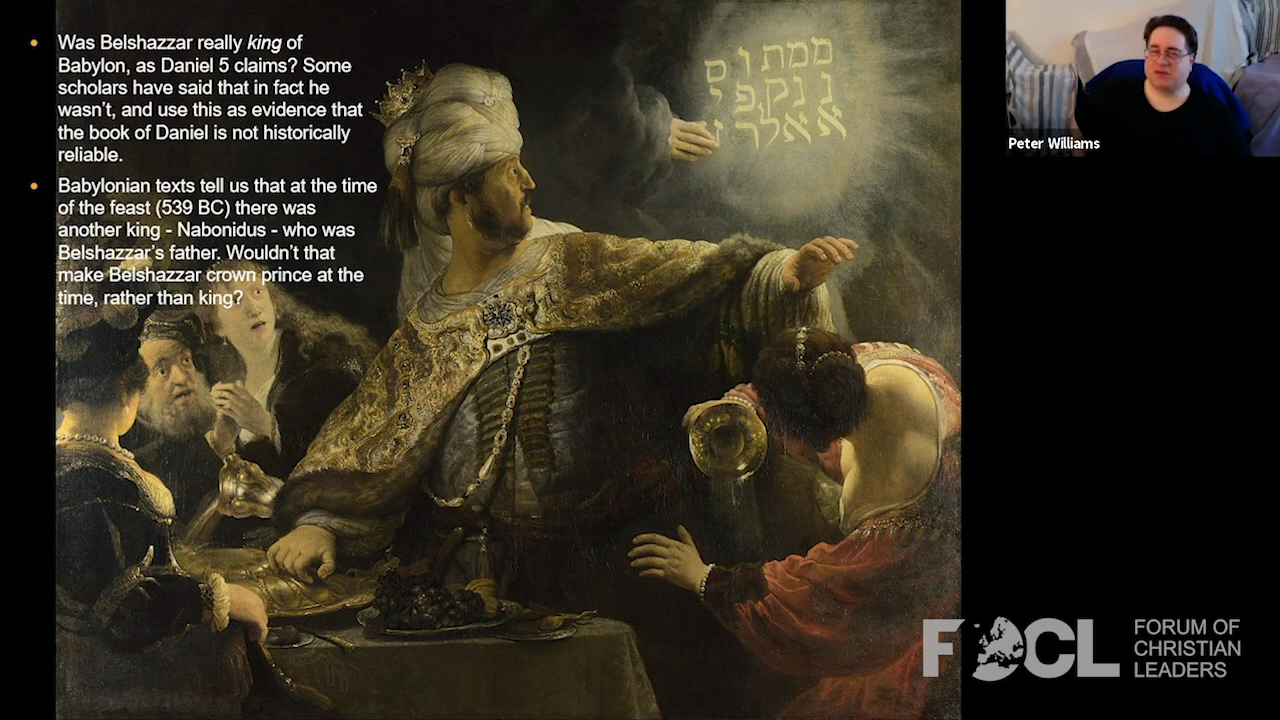 Was Belshazzar really king of
Babylon, as Daniel 5 claims? Some
scholars have said that in fact he
wasn't, and use this as evidence that
the book of Daniel is not historically
reliable.
Babylonian texts tell us that at the time
of the feast (539 BC) there was
another king - Nabonidus - who was
Belshazzar's father. Wouldn't that
make Belshazzar crown prince at the
time, rather than king?
ממתוס
ננקפי
אאלר
Peter Williams
FOCL
FORUM OF
CHRISTIAN
LEADERS